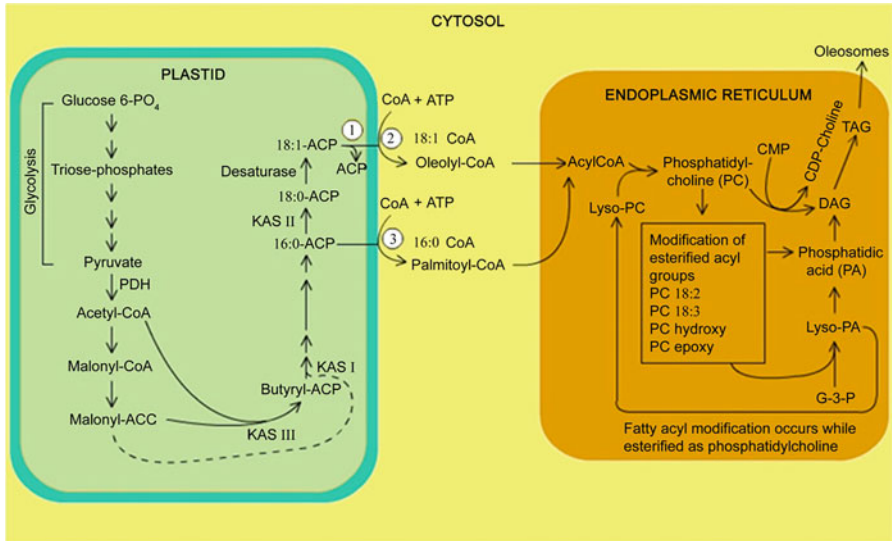 CYTOSOL
PLASTID
Glucose 6-PO4
Glycolysis
Triose-phosphates
Pyruvate
PDH
Acetyl-CoA
Malonyl-CoA
Malonyl-ACC
KAS III
Butyryl-ACP
KAS I
16:0-ACP
KAS II
18:0-ACP
Desaturase
18:1-ACP
1
ACP
CoA + ATP
2
18:1 CoA
Oleolyl-CoA
CoA + ATP
3
16:0 CoA
Palmitoyl-CoA
ENDOPLASMIC RETICULUM
Oleosomes
TAG
CDP-Choline
CMP
AcylCoA
Phosphatidyl-
choline (PC)
Lyso-PC
DAG
Modification of
esterified acyl
groups
PC 18:2
PC 18:3
PC hydroxy
PC epoxy
Phosphatidic
acid (PA)
Lyso-PA
G-3-P
Fatty acyl modification occurs while
esterified as phosphatidylcholine